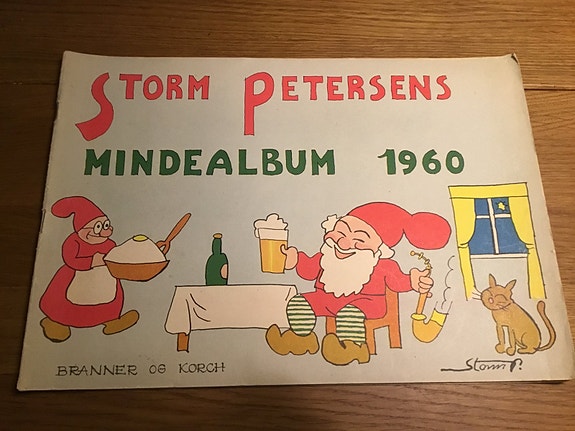 STORM PETERSENS
MINDEALBUM 1960
BRANNER OG KORCH
Storm P.